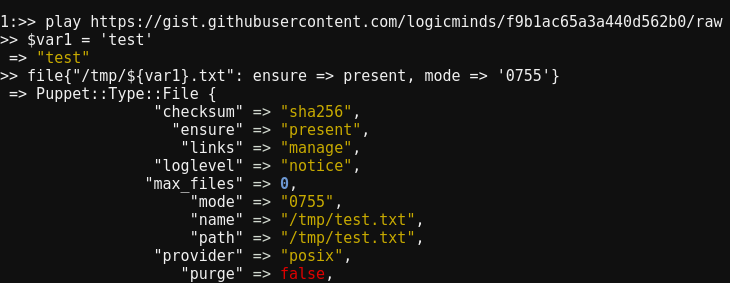 1:>> play https://gist.githubusercontent.com/logicminds/f9b1ac65a3a440d562b0/raw
>> $var1 = 'test'
 => "test"
>> file{"/tmp/${var1}.txt": ensure => present, mode => '0755'}
 => Puppet::Type::File {
                "checksum" => "sha256",
                  "ensure" => "present",
                   "links" => "manage",
                "loglevel" => "notice",
               "max_files" => 0,
                    "mode" => "0755",
                    "name" => "/tmp/test.txt",
                    "path" => "/tmp/test.txt",
                "provider" => "posix",
                   "purge" => false,